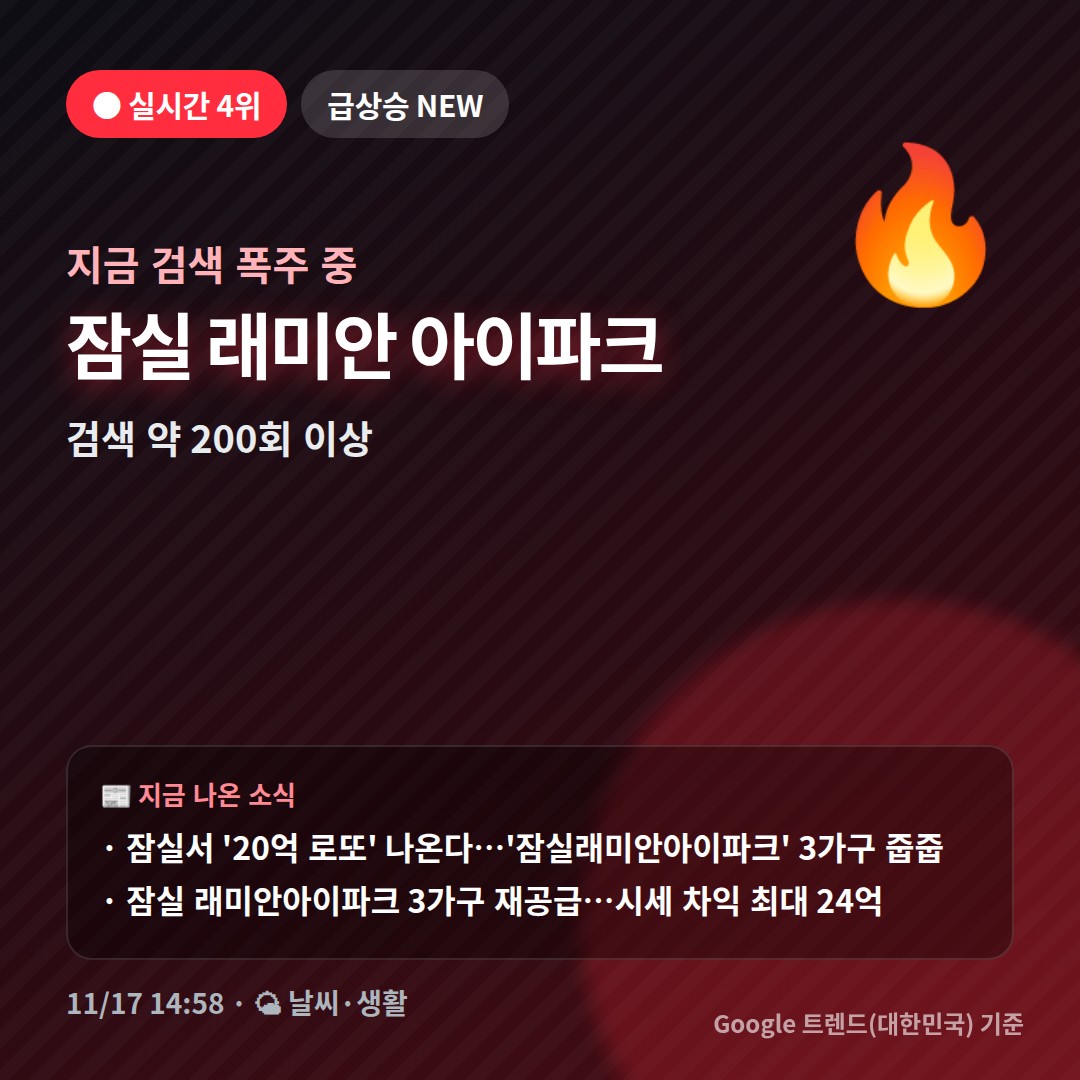 실시간 4위
급상승 NEW
지금 검색 폭주 중
잠실 래미안 아이파크
검색 약 200회 이상
지금 나온 소식
· 잠실서 '20억 로또' 나온다…'잠실래미안아이파크' 3가구 줍줍
· 잠실 래미안아이파크 3가구 재공급…시세 차익 최대 24억
11/17 14:58 · 날씨·생활
Google 트렌드(대한민국) 기준